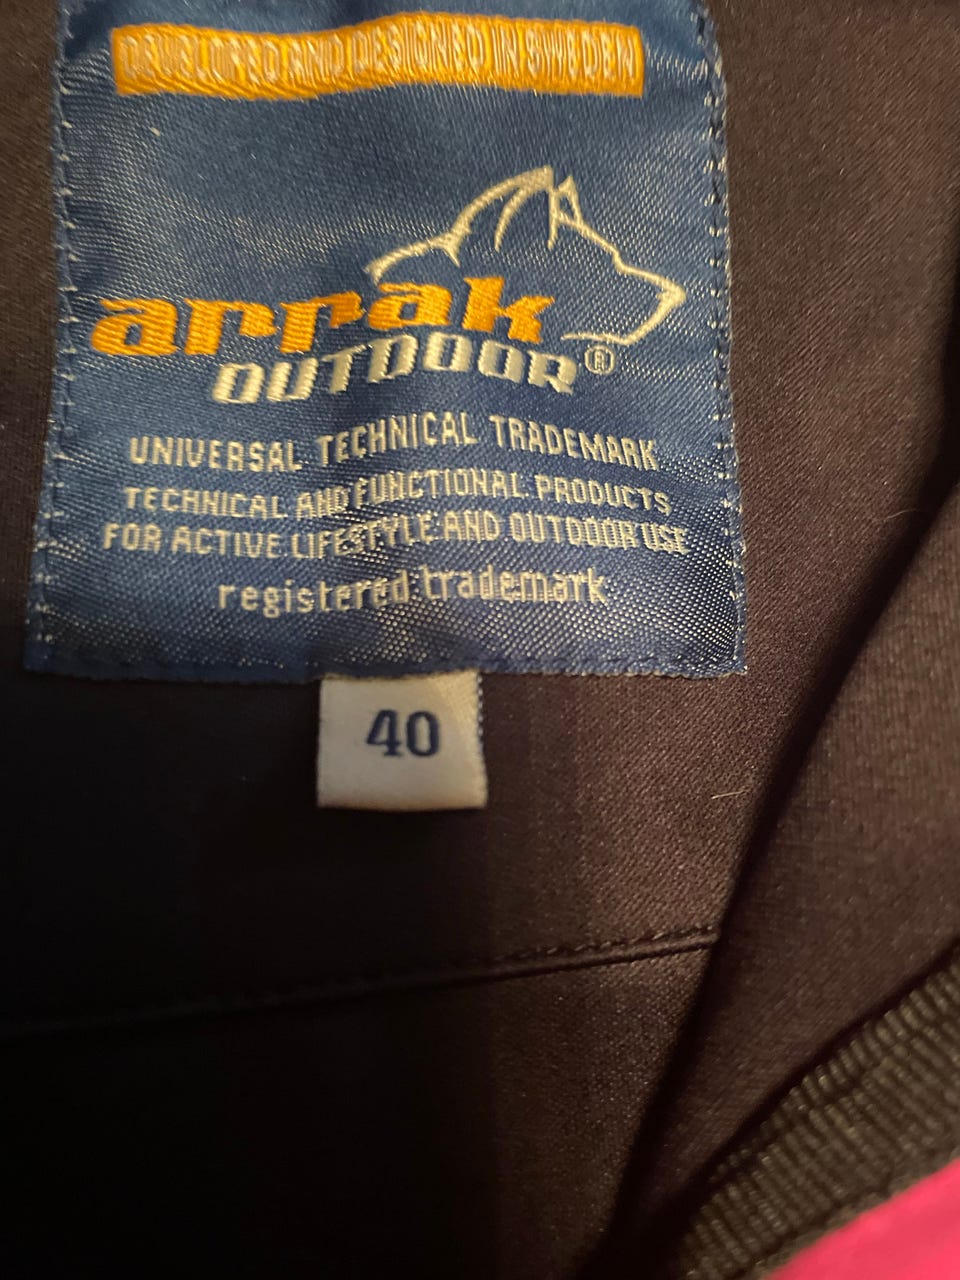 DEVELOPED AND DESIGNED IN SWEDEN
arrak
OUTDOOR®
UNIVERSAL TECHNICAL TRADEMARK
TECHNICAL AND FUNCTIONAL PRODUCTS
FOR ACTIVE LIFESTYLE AND OUTDOOR USE
registered trademark
40